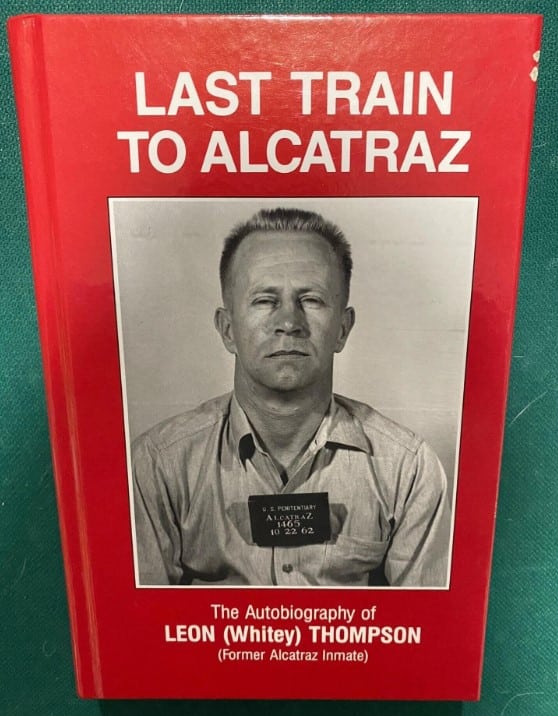 LAST TRAIN
TO ALCATRAZ
U. S. PENITENTIARY
ALCATRAZ
1465
10 22 62
The Autobiography of
LEON (Whitey) THOMPSON
(Former Alcatraz Inmate)